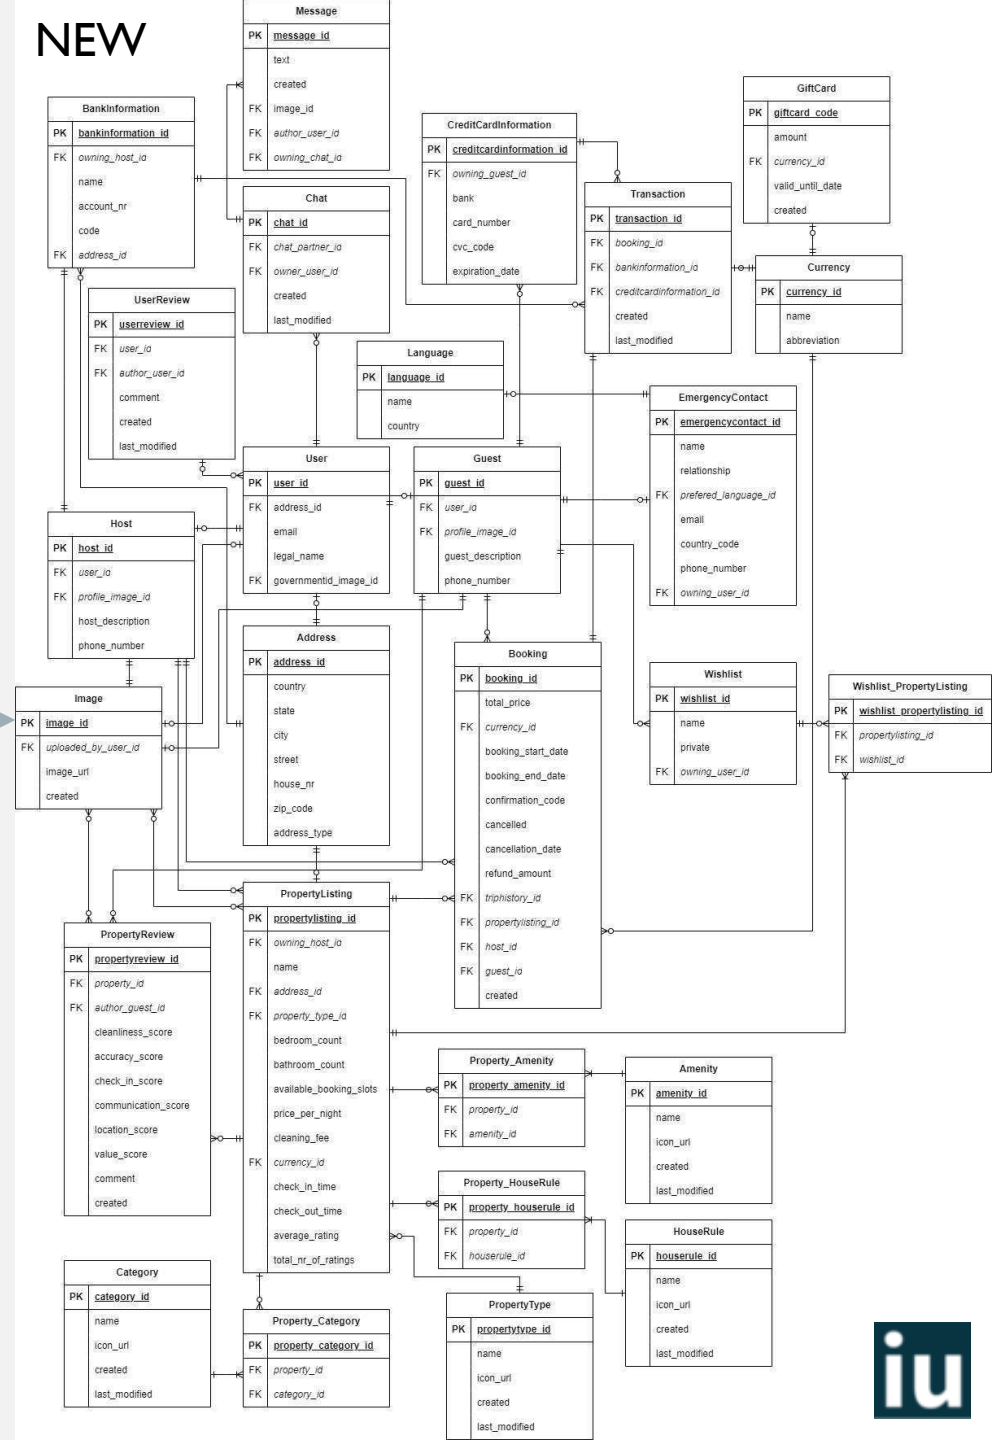 NEW
Message
PK message_id
text
created
FK image_id
FK author_user_id
FK owning_chat_id
BankInformation
PK bankinformation_id
FK owning_host_id
name
account_nr
code
FK address_id
CreditCardInformation
PK creditcardinformation_id
FK owning_guest_id
bank
card_number
cvc_code
expiration_date
GiftCard
PK giftcard_code
amount
FK currency_id
valid_until_date
created
Chat
PK chat_id
FK chat_partner_id
FK owner_user_id
created
last_modified
Transaction
PK transaction_id
FK booking_id
FK bankinformation_id
FK creditcardinformation_id
created
last_modified
Currency
PK currency_id
name
abbreviation
UserReview
PK userreview_id
FK user_id
FK author_user_id
comment
created
last_modified
Language
PK language_id
name
country
EmergencyContact
PK emergencycontact_id
name
relationship
FK prefered_language_id
email
country_code
phone_number
FK owning_user_id
User
PK user_id
FK address_id
email
legal_name
FK governmentid_image_id
Guest
PK guest_id
FK user_id
FK profile_image_id
guest_description
phone_number
Host
PK host_id
FK user_id
FK profile_image_id
host_description
phone_number
Address
PK address_id
country
state
city
street
house_nr
zip_code
address_type
Booking
PK booking_id
total_price
FK currency_id
booking_start_date
booking_end_date
confirmation_code
cancelled
cancellation_date
refund_amount
FK triphistory_id
FK propertylisting_id
FK host_id
FK guest_id
created
Wishlist
PK wishlist_id
name
private
FK owning_user_id
Wishlist_PropertyListing
PK wishlist_propertylisting_id
FK propertylisting_id
FK wishlist_id
Image
PK image_id
FK uploaded_by_user_id
image_url
created
PropertyListing
PK propertylisting_id
FK owning_host_id
name
FK address_id
FK property_type_id
bedroom_count
bathroom_count
available_booking_slots
price_per_night
cleaning_fee
FK currency_id
check_in_time
check_out_time
average_rating
total_nr_of_ratings
PropertyReview
PK propertyreview_id
FK property_id
FK author_guest_id
cleanliness_score
accuracy_score
check_in_score
communication_score
location_score
value_score
comment
created
Property_Amenity
PK property_amenity_id
FK property_id
FK amenity_id
Amenity
PK amenity_id
name
icon_url
created
last_modified
Property_HouseRule
PK property_houserule_id
FK property_id
FK houserule_id
HouseRule
PK houserule_id
name
icon_url
created
last_modified
Category
PK category_id
name
icon_url
created
last_modified
Property_Category
PK property_category_id
FK property_id
FK category_id
PropertyType
PK propertytype_id
name
icon_url
created
last_modified
iu